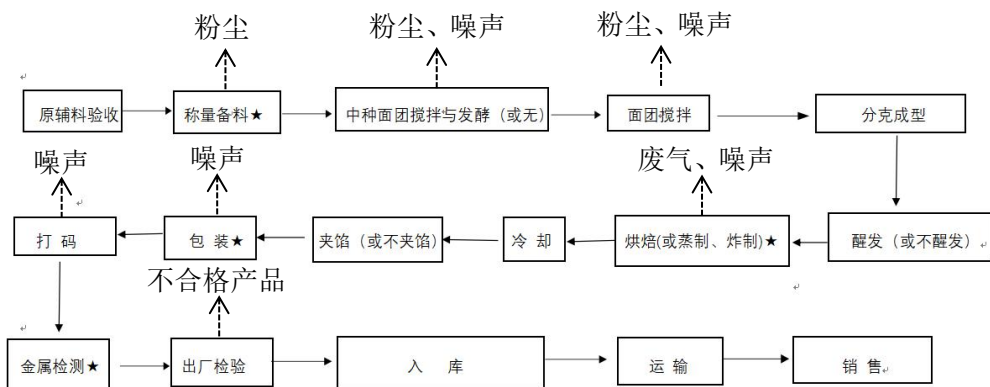 粉尘
粉尘、噪声
粉尘、噪声
原辅料验收
称量备料★
中种面团搅拌与发酵（或无）
面团搅拌
分克成型
噪声
噪声
废气、噪声
打 码
包 装★
夹馅（或不夹馅）
冷 却
烘焙(或蒸制、炸制)★
醒发（或不醒发）
不合格产品
金属检测★
出厂检验
入 库
运 输
销 售